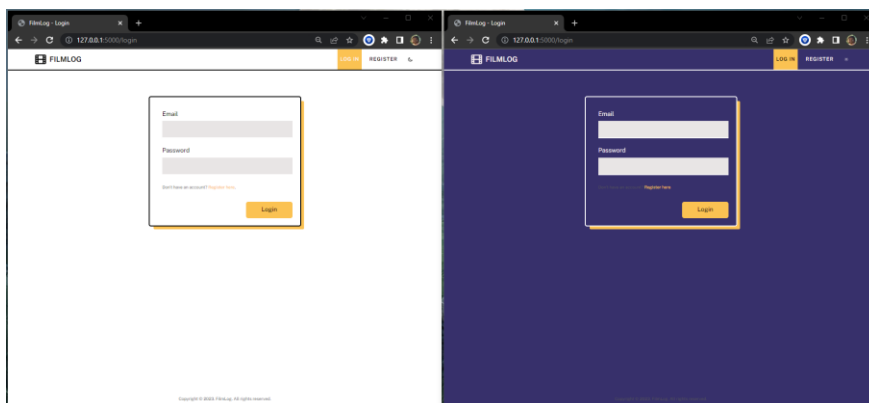 FilmLog - Login
127.0.0.1:5000/login
FILMLOG
LOG IN
REGISTER
Email
Password
Don't have an account? Register here.
Login
Copyright © 2023 FilmLog. All rights reserved.
FilmLog - Login
127.0.0.1:5000/login
FILMLOG
LOG IN
REGISTER
Email
Password
Register here
Login